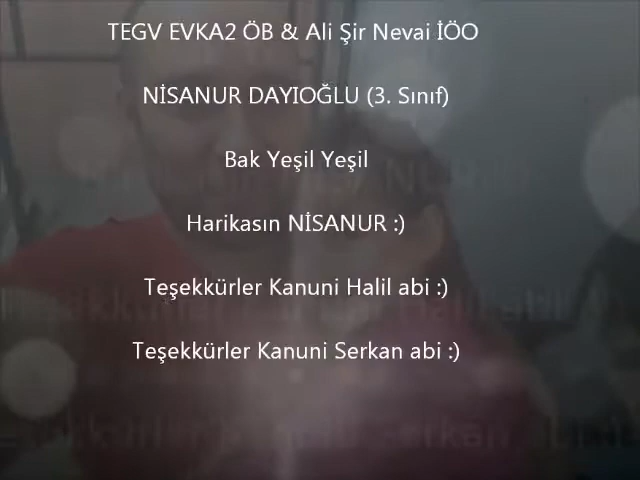 TEGV EVKA2 ÖB & Ali Şir Nevai İÖO
NİSANUR DAYIOĞLU (3. Sınıf)
Bak Yeşil Yeşil
Harikasın NİSANUR :)
Teşekkürler Kanuni Halil abi :)
Teşekkürler Kanuni Serkan abi :)